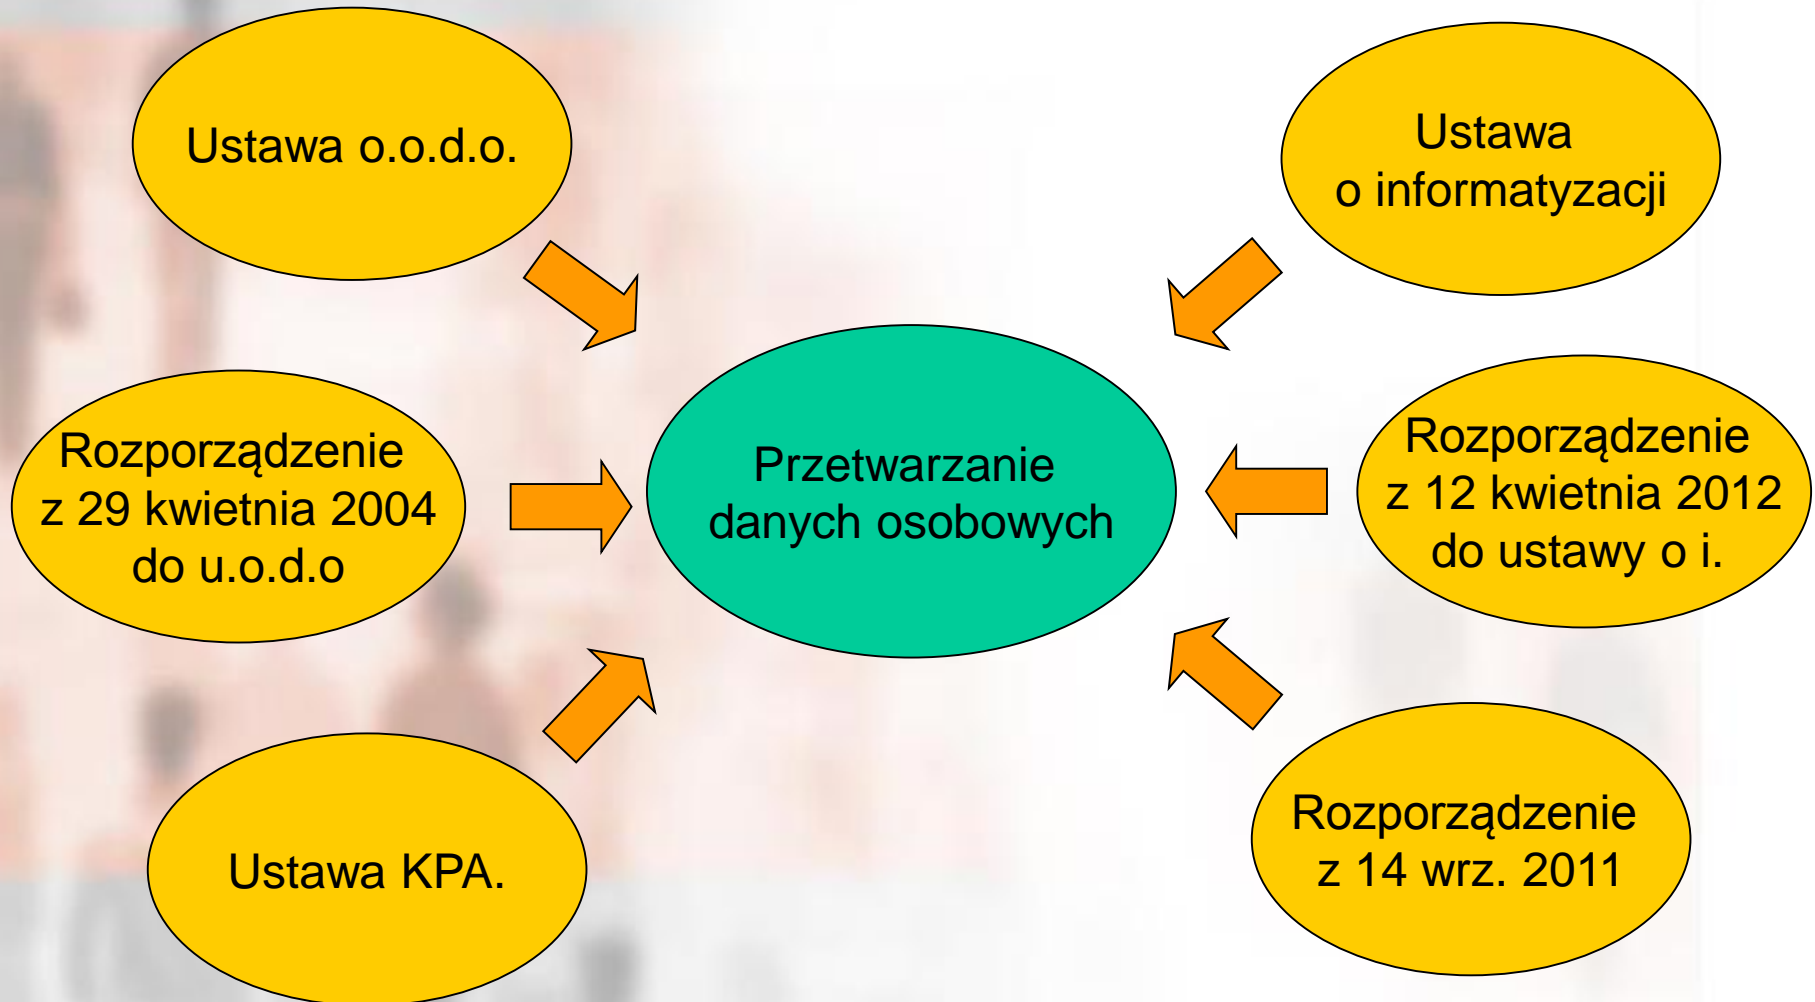 Ustawa o.o.d.o.
Ustawa
o informatyzacji
Rozporządzenie
z 29 kwietnia 2004
do u.o.d.o
Przetwarzanie
danych osobowych
Rozporządzenie
z 12 kwietnia 2012
do ustawy o i.
Ustawa KPA.
Rozporządzenie
z 14 wrz. 2011